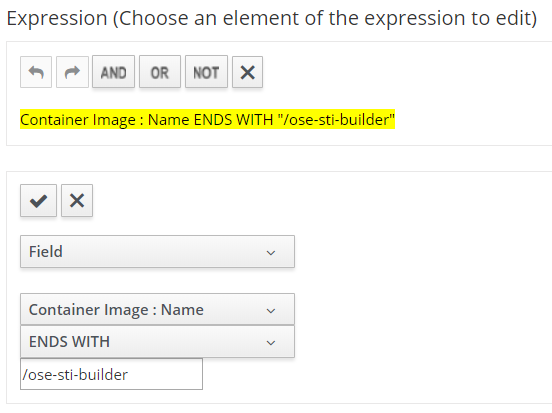 Expression (Choose an element of the expression to edit)
AND OR NOT
Container Image : Name ENDS WITH "/ose-sti-builder"
Field
Container Image : Name
ENDS WITH
/ose-sti-builder